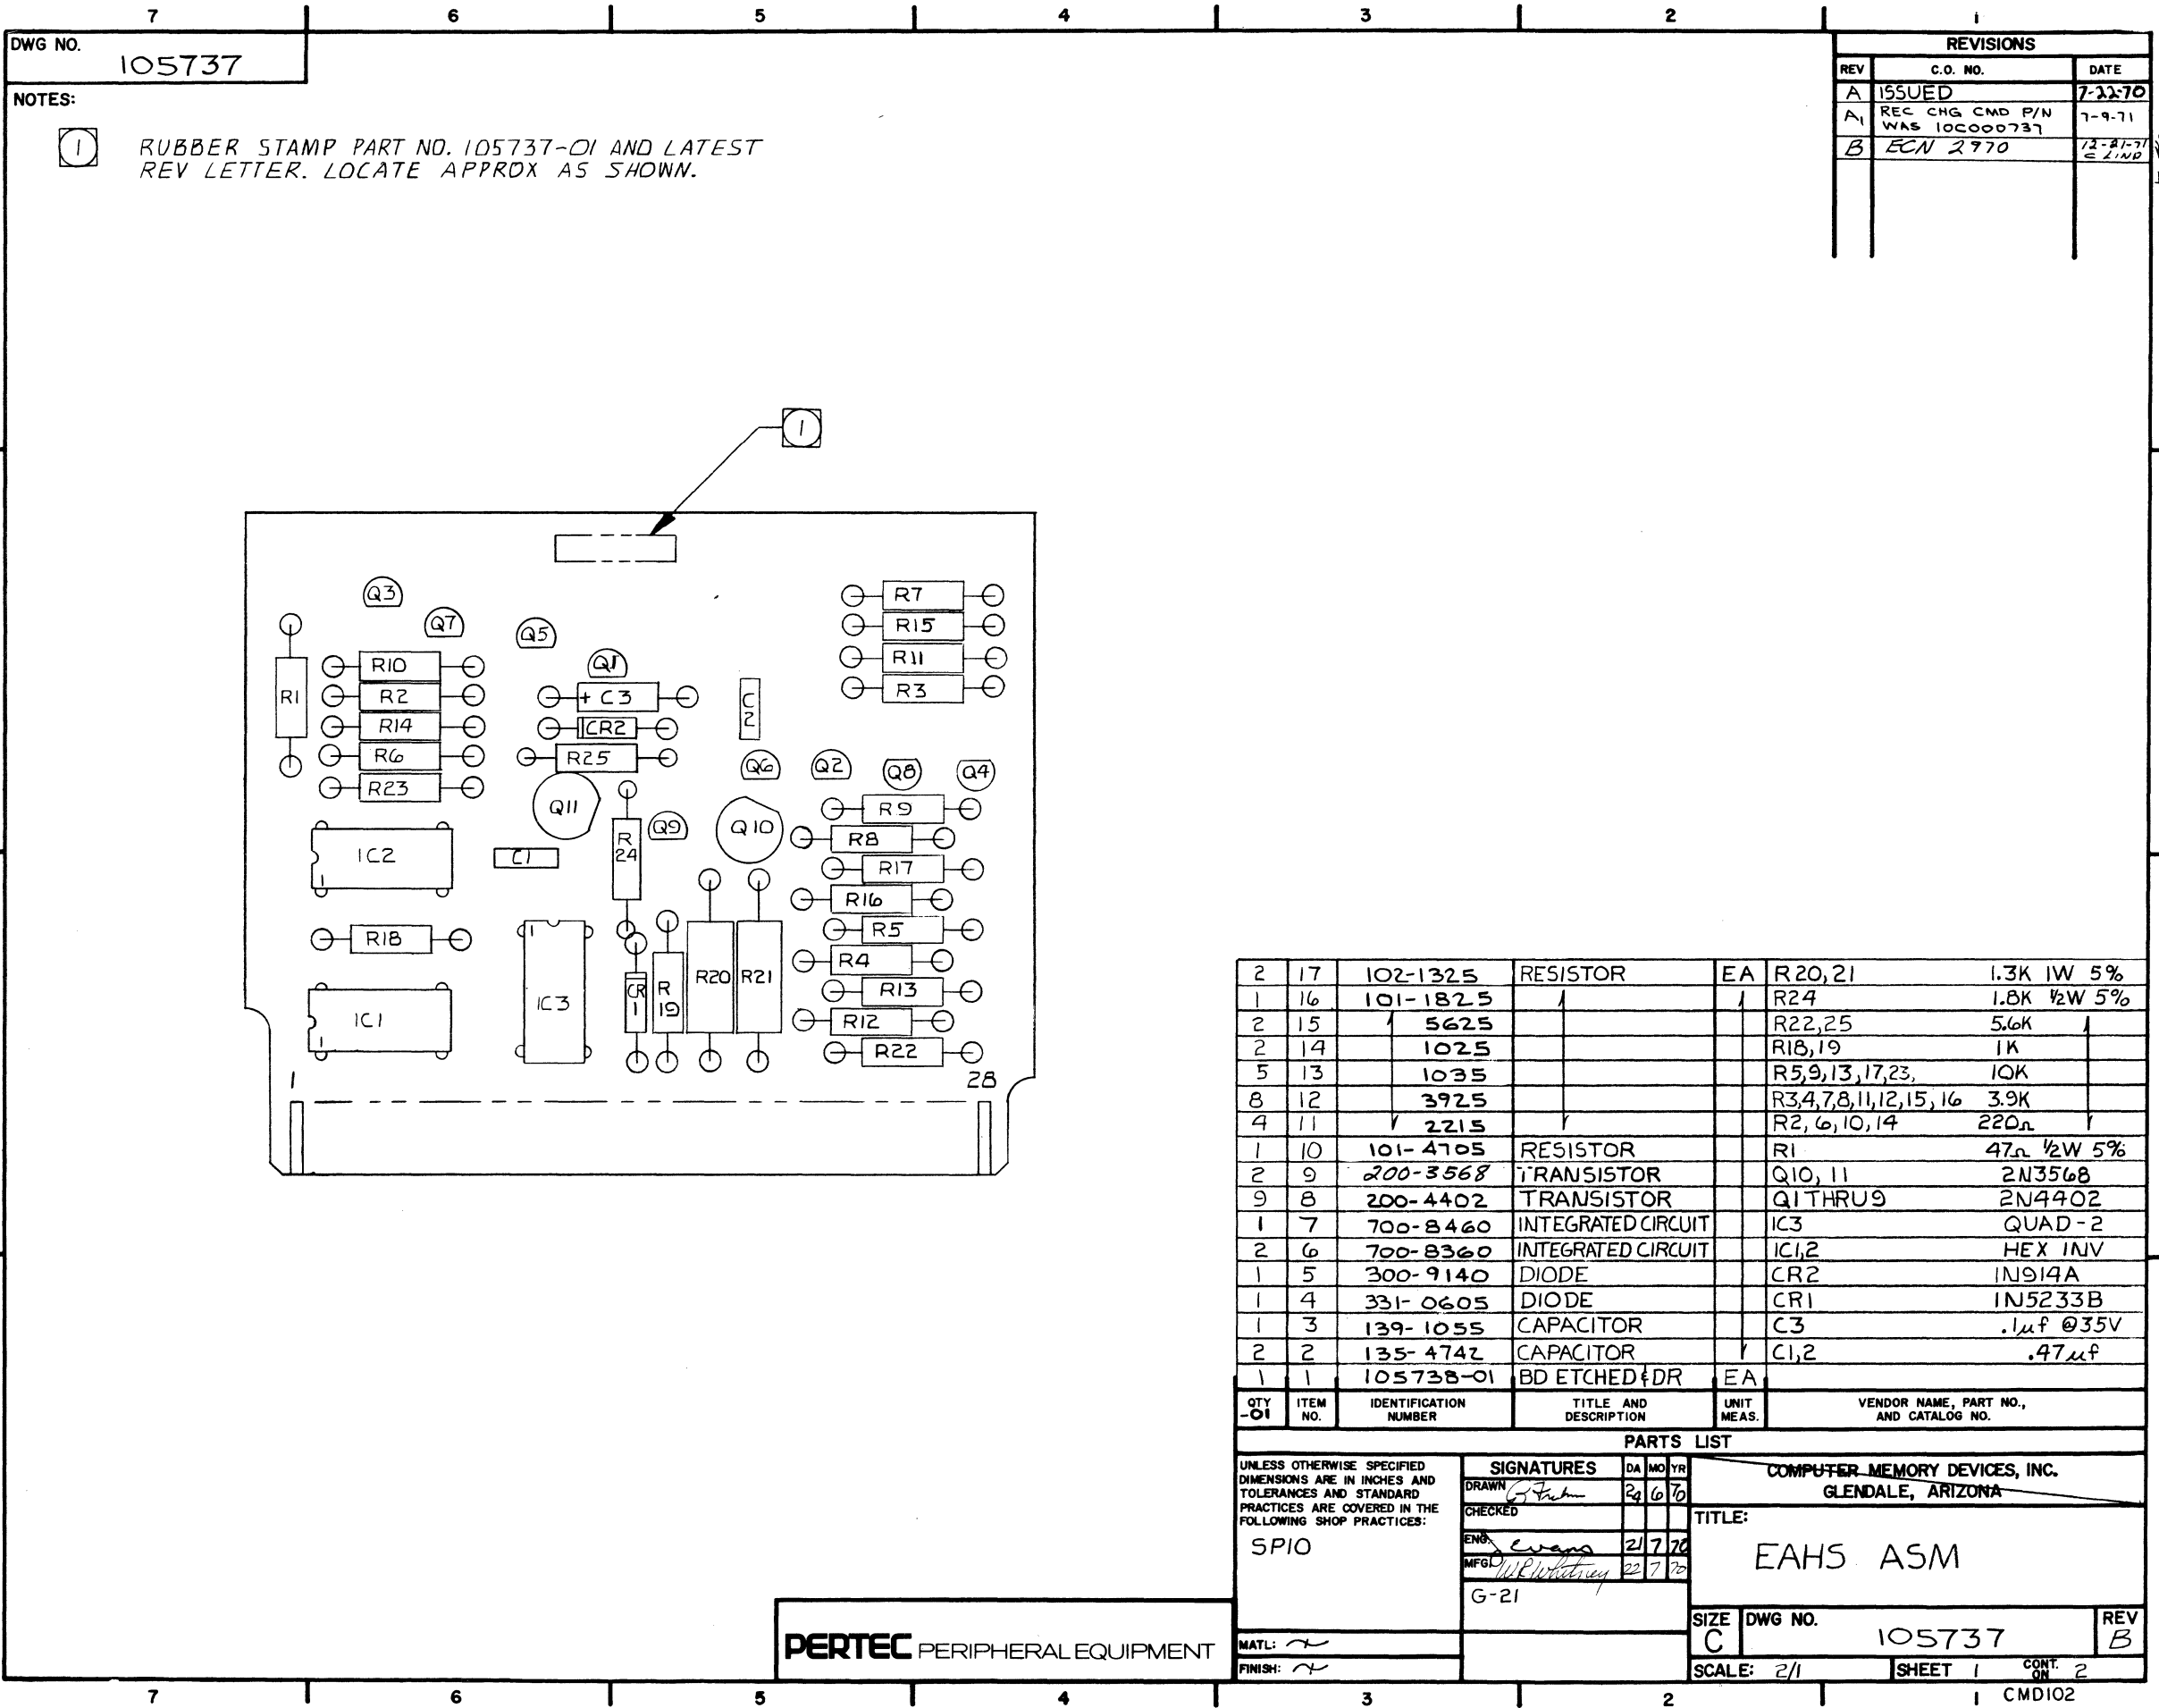 7 6 5 4 3 2 1
DWG NO.
105737
NOTES:
1 RUBBER STAMP PART NO. 105737-01 AND LATEST
REV LETTER. LOCATE APPROX AS SHOWN.
REVISIONS
REV C.O. NO. DATE
A ISSUED 7-22-70
A1 REC CHG CMD P/N
WAS 10C000737 7-9-71
B ECN 2970 12-21-71
C LIND
1
Q3
Q7
Q5
Q1
R1
R10
R2
R14
R6
R23
+ C3
CR2
R25
C2
R7
R15
R11
R3
Q6
Q2
Q8
Q4
Q11
R24
Q9
Q10
R9
R8
R17
R16
R5
R4
R13
R12
R22
IC2
1
C1
R18
IC1
1
IC3
1
CR1
R19
R20
R21
1
28
2 17 102-1325 RESISTOR EA R20,21 1.3K 1W 5%
1 16 101-1825 R24 1.8K ½W 5%
2 15 5625 R22,25 5.6K
2 14 1025 R18,19 1K
5 13 1035 R5,9,13,17,23, 10K
8 12 3925 R3,4,7,8,11,12,15,16 3.9K
4 11 2215 R2,6,10,14 220Ω
1 10 101-4705 RESISTOR R1 47Ω ½W 5%
2 9 200-3568 TRANSISTOR Q10,11 2N3568
9 8 200-4402 TRANSISTOR Q1THRU9 2N4402
1 7 700-8460 INTEGRATED CIRCUIT IC3 QUAD-2
2 6 700-8360 INTEGRATED CIRCUIT IC1,2 HEX INV
1 5 300-9140 DIODE CR2 1N914A
1 4 331-0605 DIODE CR1 1N5233B
1 3 139-1055 CAPACITOR C3 .1µf @35V
2 2 135-4742 CAPACITOR C1,2 .47µf
1 1 105738-01 BD ETCHED & DR EA
QTY -01 ITEM NO. IDENTIFICATION NUMBER TITLE AND DESCRIPTION UNIT MEAS. VENDOR NAME, PART NO., AND CATALOG NO.
PARTS LIST
UNLESS OTHERWISE SPECIFIED
DIMENSIONS ARE IN INCHES AND
TOLERANCES AND STANDARD
PRACTICES ARE COVERED IN THE
FOLLOWING SHOP PRACTICES:
SP10
MATL: ~
FINISH: ~
SIGNATURES DA MO YR
DRAWN 24 6 70
CHECKED
ENG. Evans 21 7 70
MFG. W R Whitney 22 7 70
G-21
COMPUTER MEMORY DEVICES, INC.
GLENDALE, ARIZONA
TITLE:
EAHS ASM
SIZE C DWG NO. 105737 REV B
SCALE: 2/1 SHEET 1 CONT. ON 2
PERTEC PERIPHERAL EQUIPMENT
7 6 5 4 3 2 1
CMD102